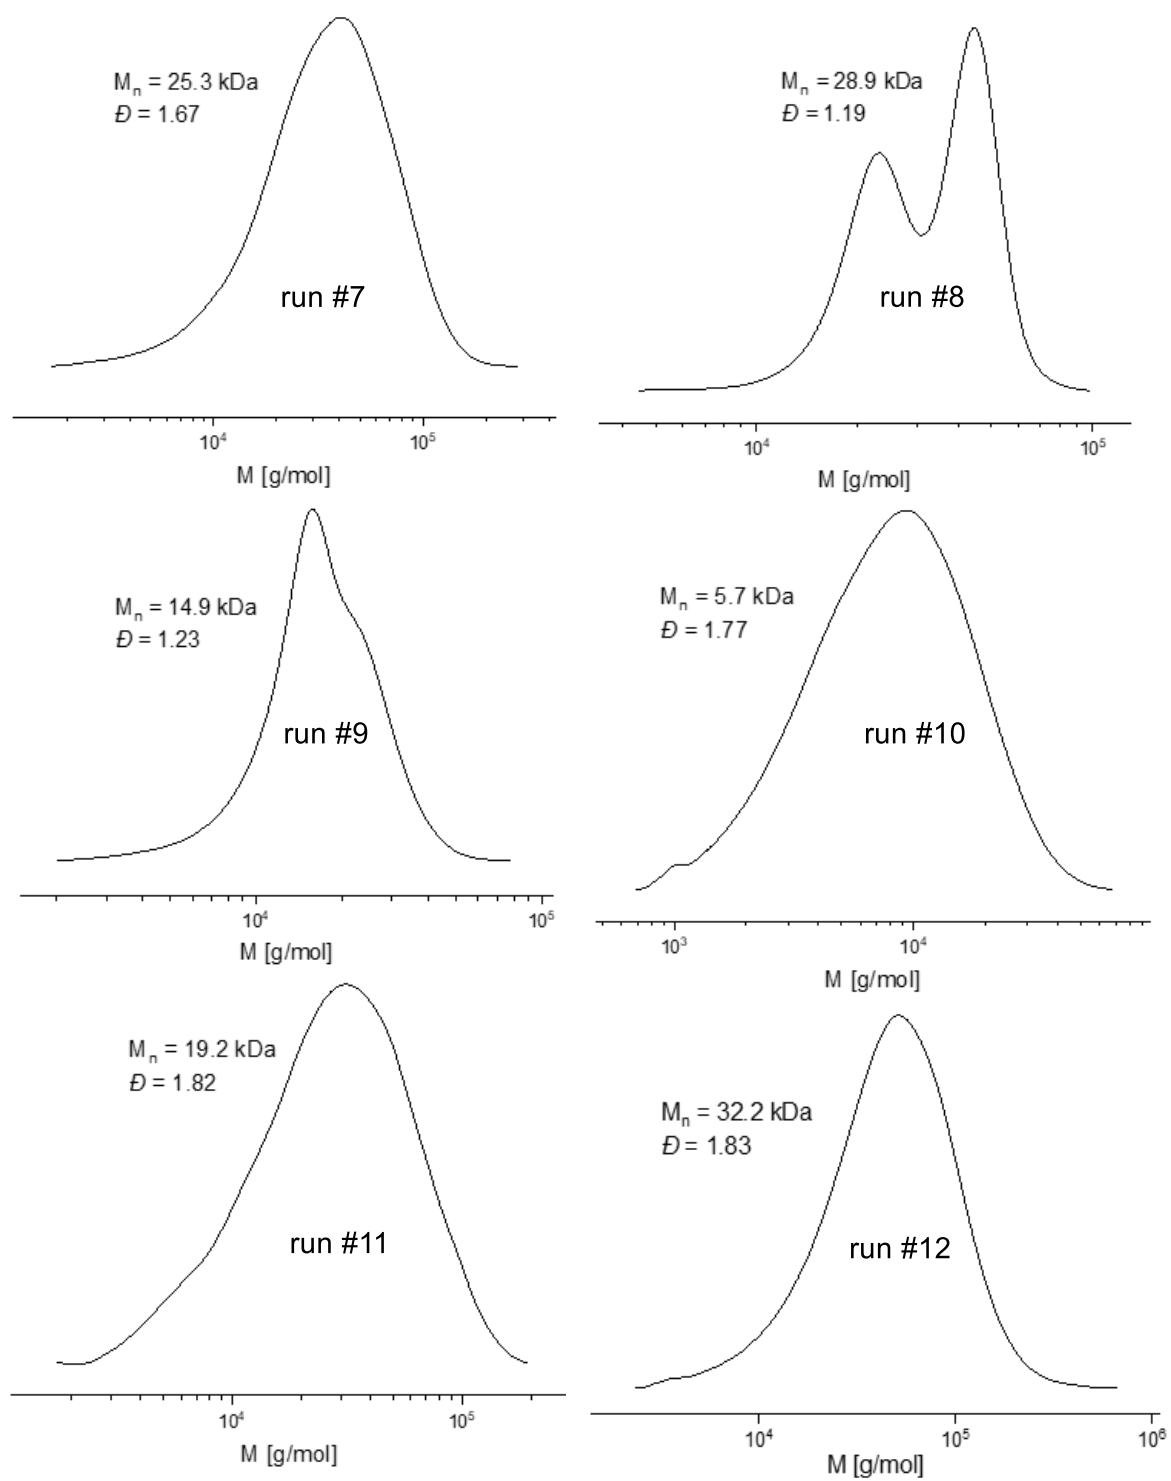 Mn = 25.3 kDa
Đ = 1.67
run #7
10⁴ 10⁵
M [g/mol]
Mn =28.9 kDa
Đ =1.19
run #8
10⁴ 10⁵
M [g/mol]
Mn = 14.9 kDa
Đ = 1.23
run #9
10⁴ 10⁵
M [g/mol]
Mn = 5.7 kDa
Đ = 1.77
run #10
10³ 10⁴
M [g/mol]
Mn = 19.2 kDa
Đ = 1.82
run #11
10⁴ 10⁵
M [g/mol]
Mn = 32.2 kDa
Đ = 1.83
run #12
10⁴ 10⁵ 10⁶
M [g/mol]